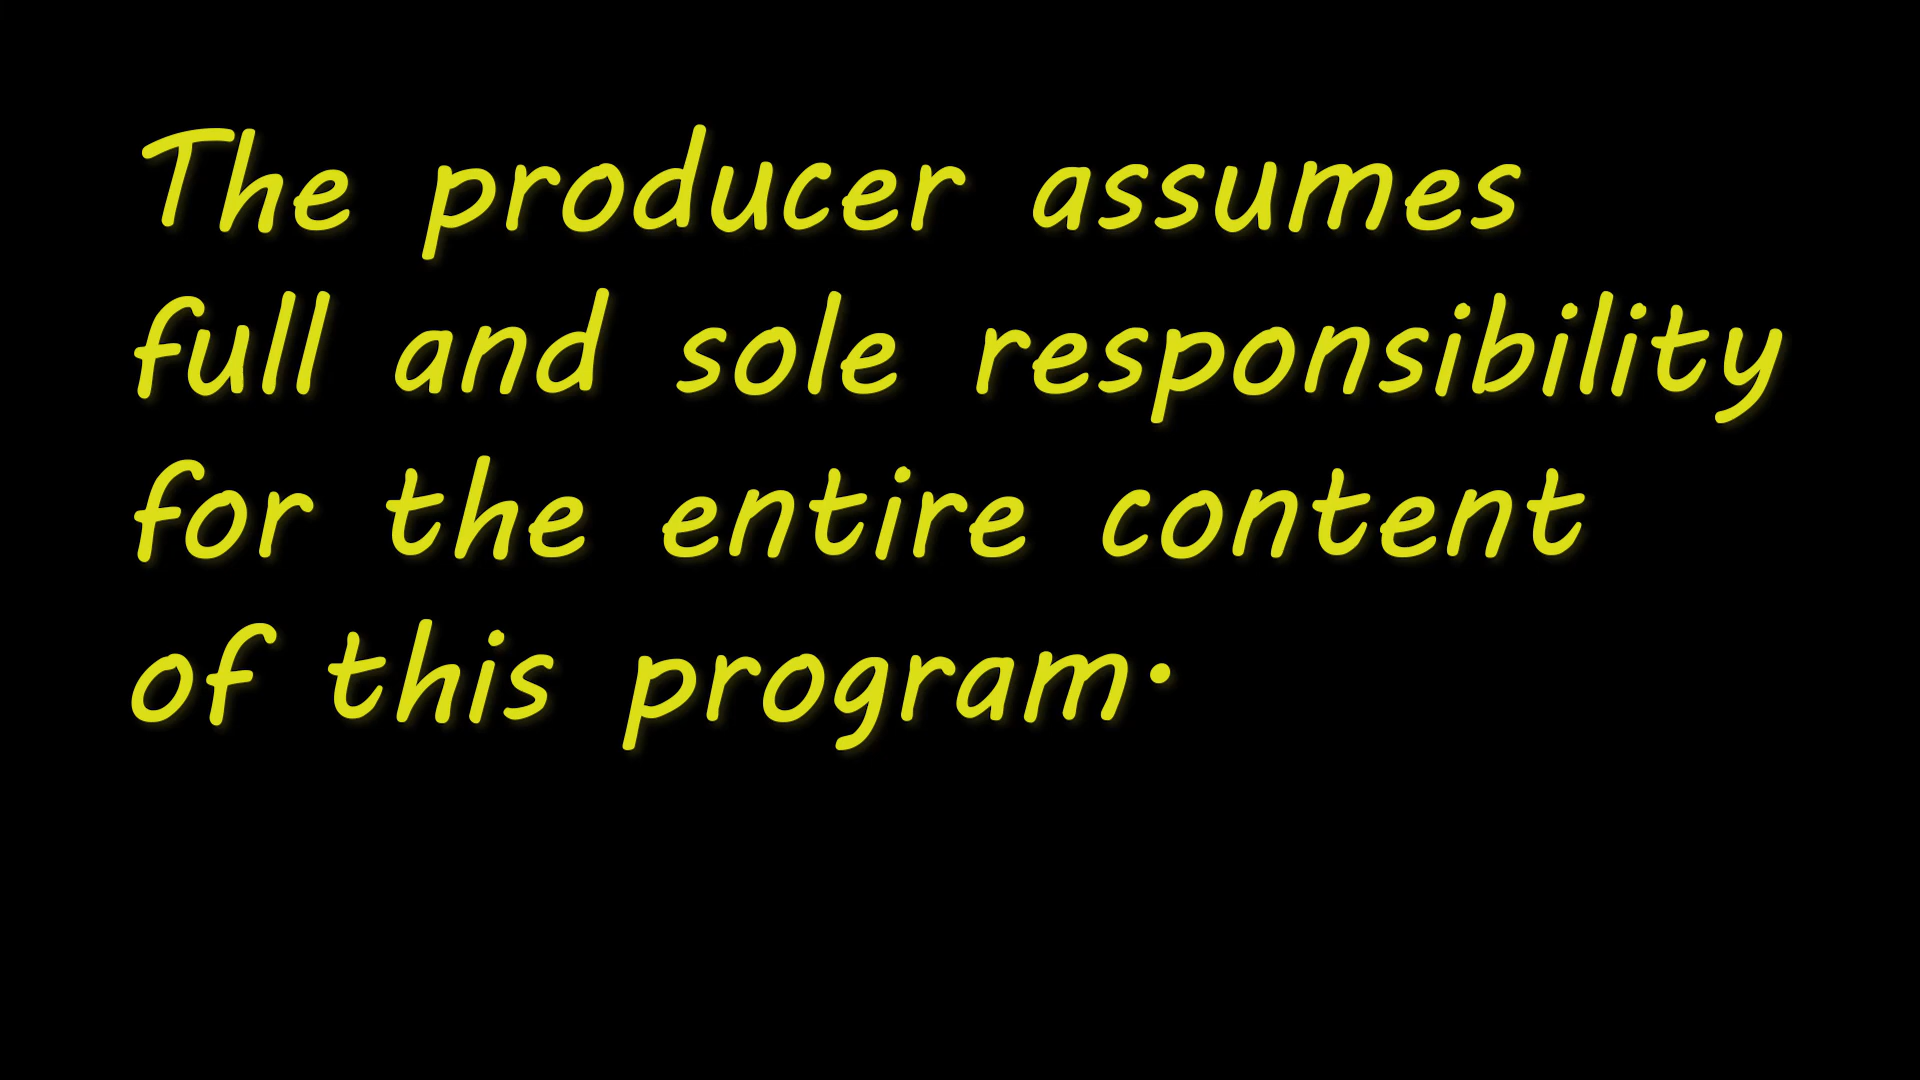 The producer assumes
full and sole responsibility
for the entire content
of this program.